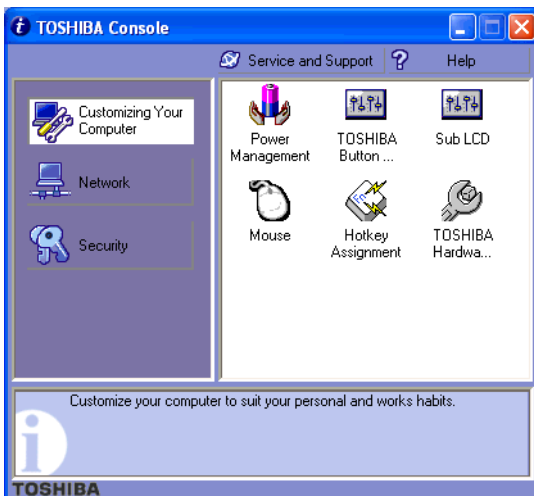 TOSHIBA Console
Service and Support
?
Help
Customizing Your
Computer
Network
Security
Power
Management
TOSHIBA
Button ...
Sub LCD
Mouse
Fn
Hotkey
Assignment
TOSHIBA
Hardwa...
Customize your computer to suit your personal and works habits.
i
TOSHIBA